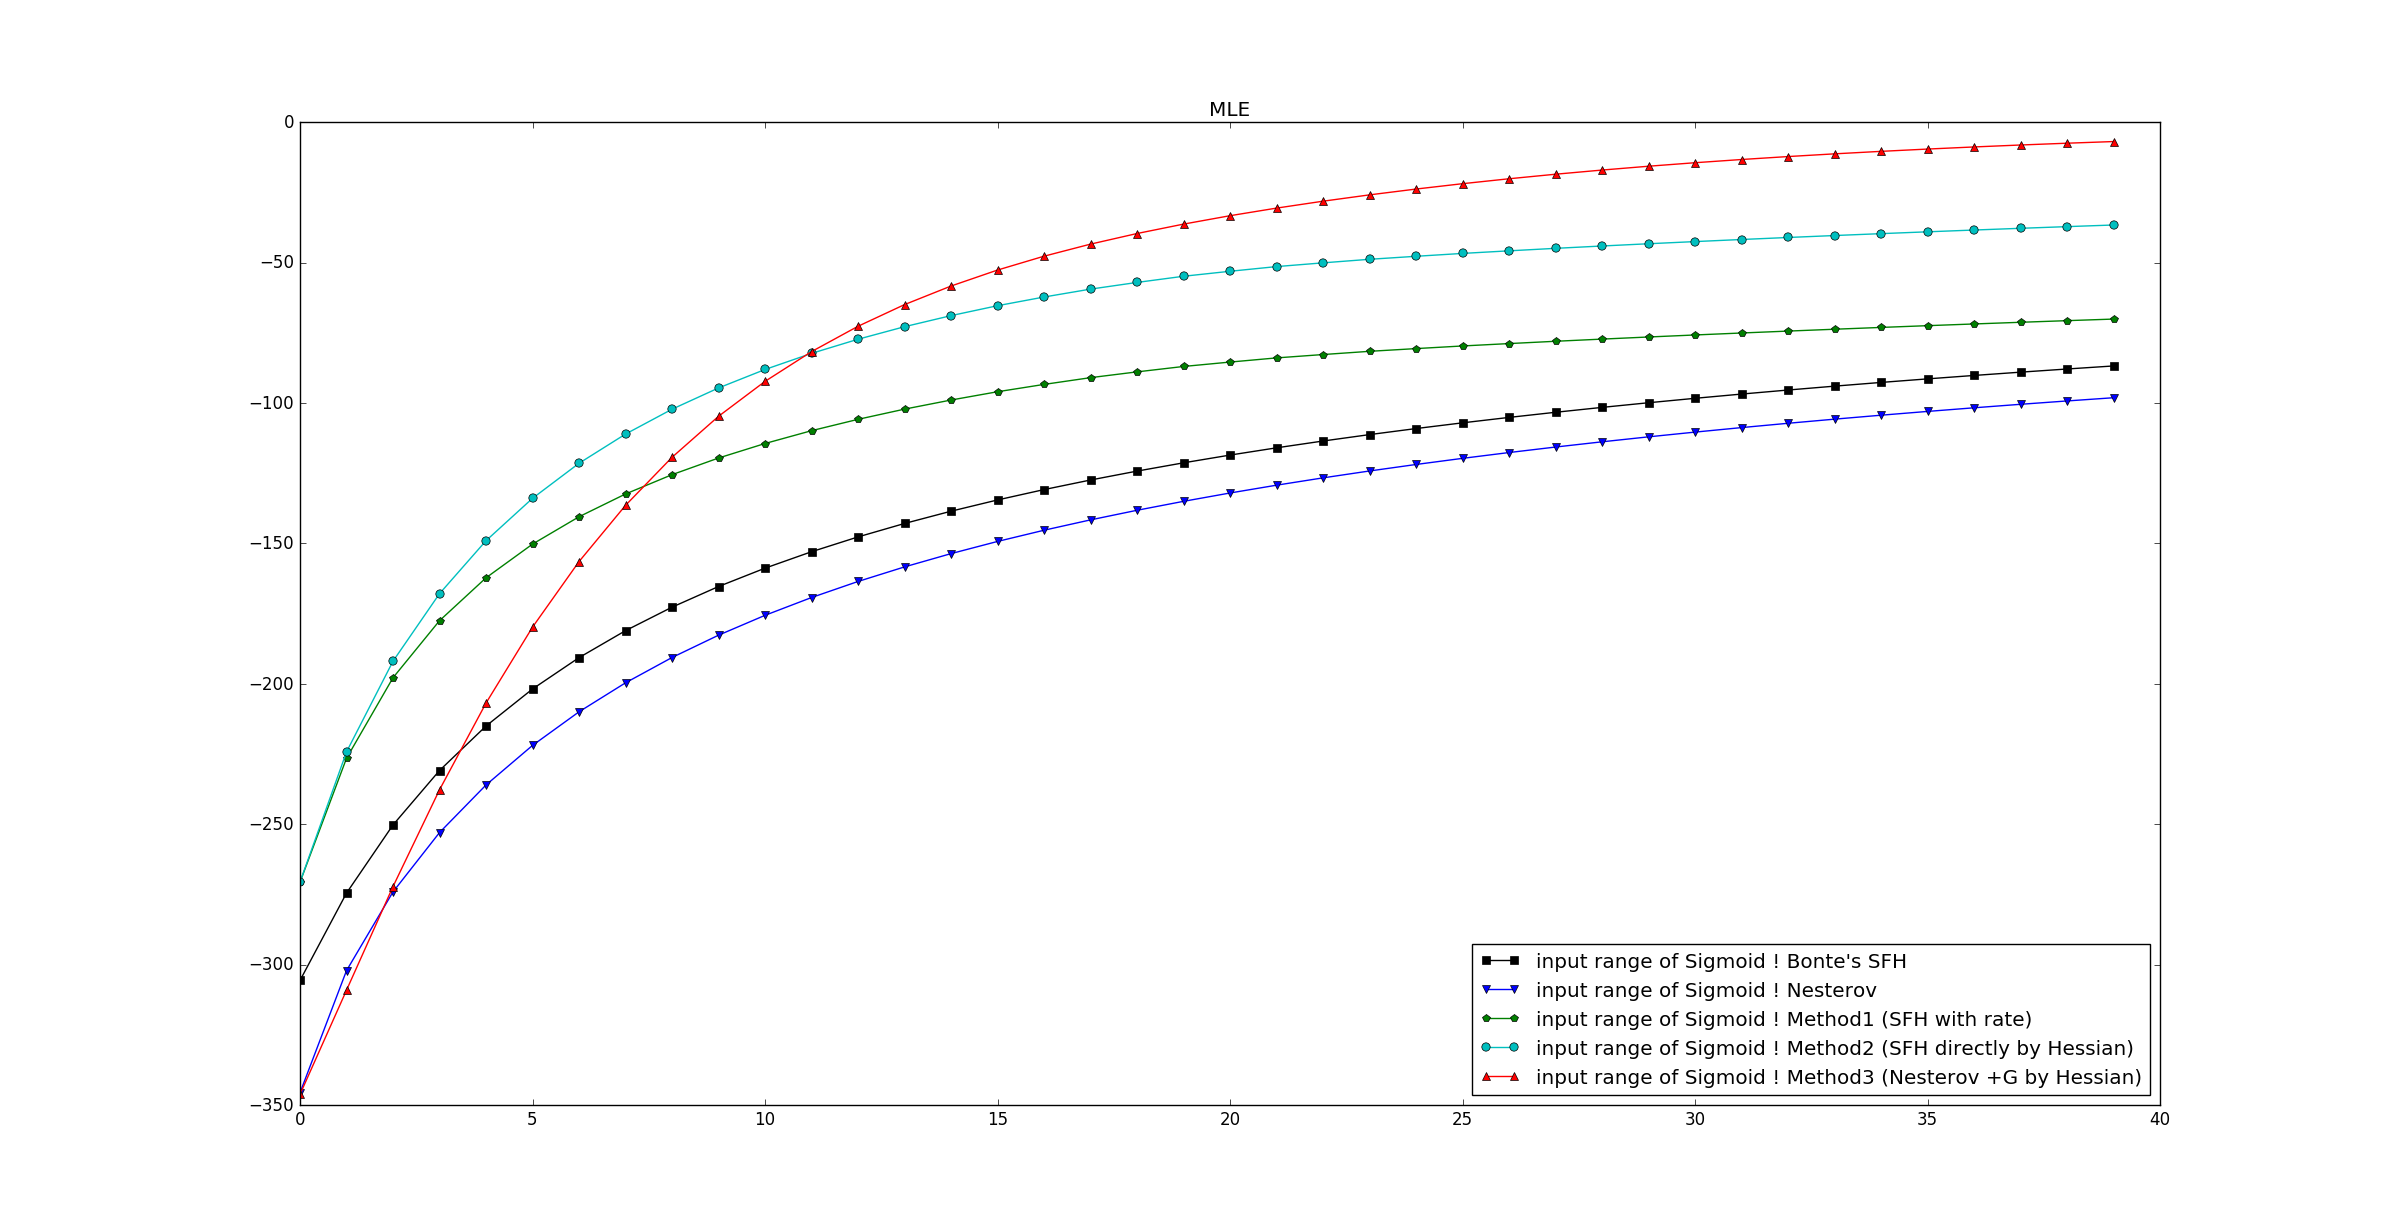 MLE
0
−50
−100
−150
−200
−250
−300
−350
0 5 10 15 20 25 30 35 40
input range of Sigmoid ! Bonte's SFH
input range of Sigmoid ! Nesterov
input range of Sigmoid ! Method1 (SFH with rate)
input range of Sigmoid ! Method2 (SFH directly by Hessian)
input range of Sigmoid ! Method3 (Nesterov +G by Hessian)